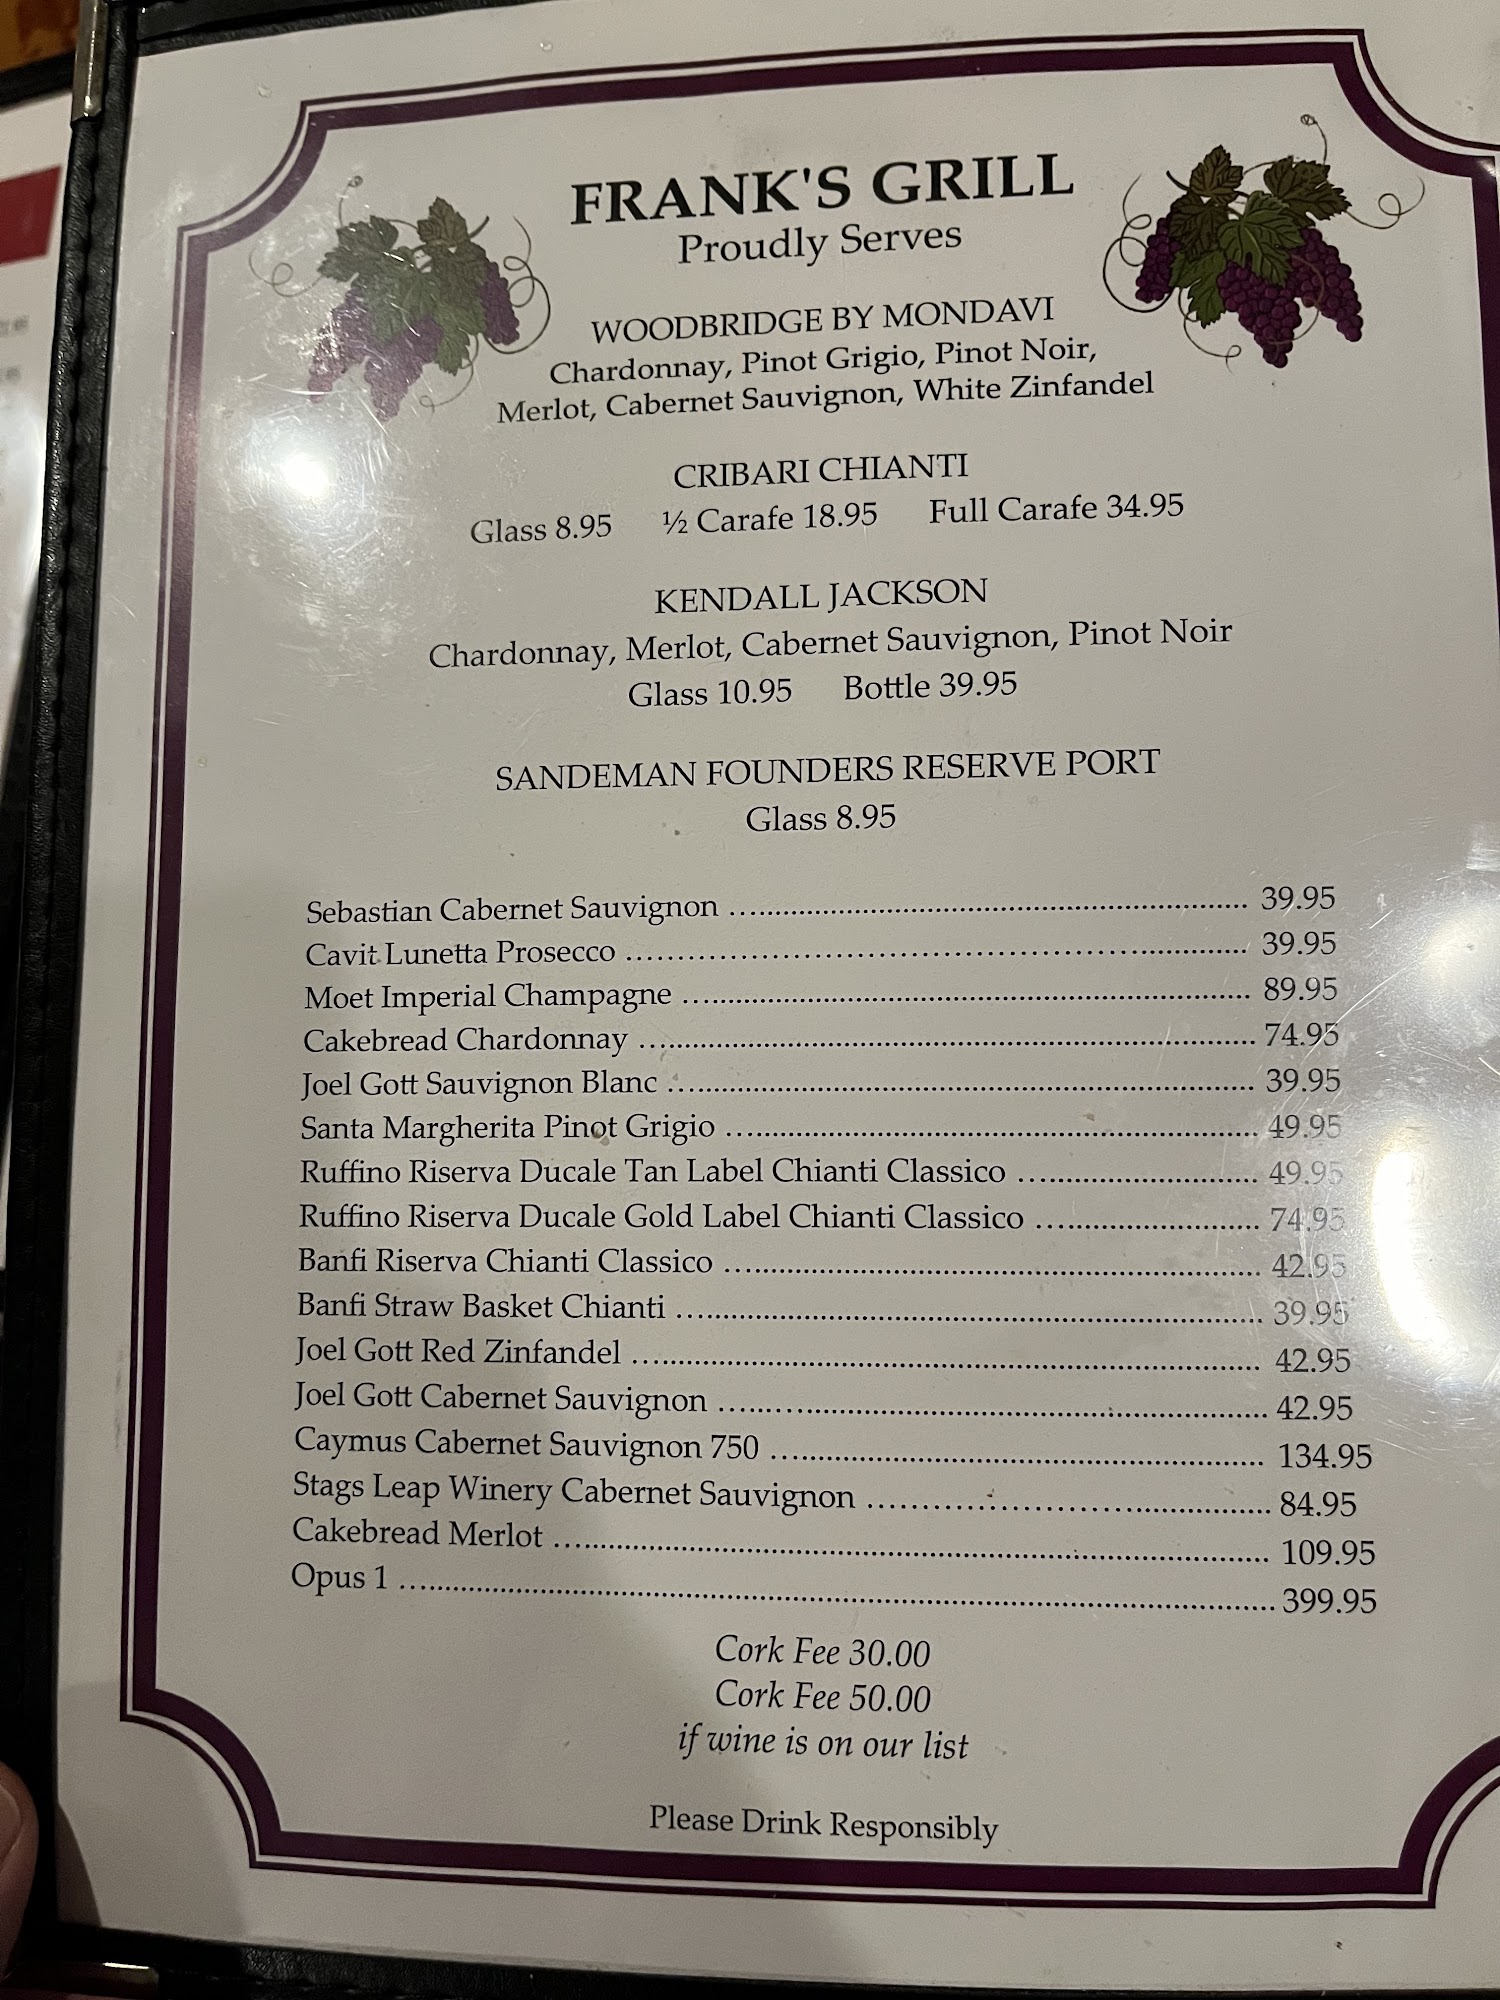 FRANK'S GRILL
Proudly Serves
WOODBRIDGE BY MONDAVI
Chardonnay, Pinot Grigio, Pinot Noir,
Merlot, Cabernet Sauvignon, White Zinfandel
CRIBARI CHIANTI
Glass 8.95 ½ Carafe 18.95 Full Carafe 34.95
KENDALL JACKSON
Chardonnay, Merlot, Cabernet Sauvignon, Pinot Noir
Glass 10.95 Bottle 39.95
SANDEMAN FOUNDERS RESERVE PORT
Glass 8.95
Sebastian Cabernet Sauvignon ... 39.95
Cavit Lunetta Prosecco ... 39.95
Moet Imperial Champagne ... 89.95
Cakebread Chardonnay ... 74.95
Joel Gott Sauvignon Blanc ... 39.95
Santa Margherita Pinot Grigio ... 49.95
Ruffino Riserva Ducale Tan Label Chianti Classico ... 49.95
Ruffino Riserva Ducale Gold Label Chianti Classico ... 74.95
Banfi Riserva Chianti Classico ... 42.95
Banfi Straw Basket Chianti ... 39.95
Joel Gott Red Zinfandel ... 42.95
Joel Gott Cabernet Sauvignon ... 42.95
Caymus Cabernet Sauvignon 750 ... 134.95
Stags Leap Winery Cabernet Sauvignon ... 84.95
Cakebread Merlot ... 109.95
Opus 1 ... 399.95
Cork Fee 30.00
Cork Fee 50.00
if wine is on our list
Please Drink Responsibly